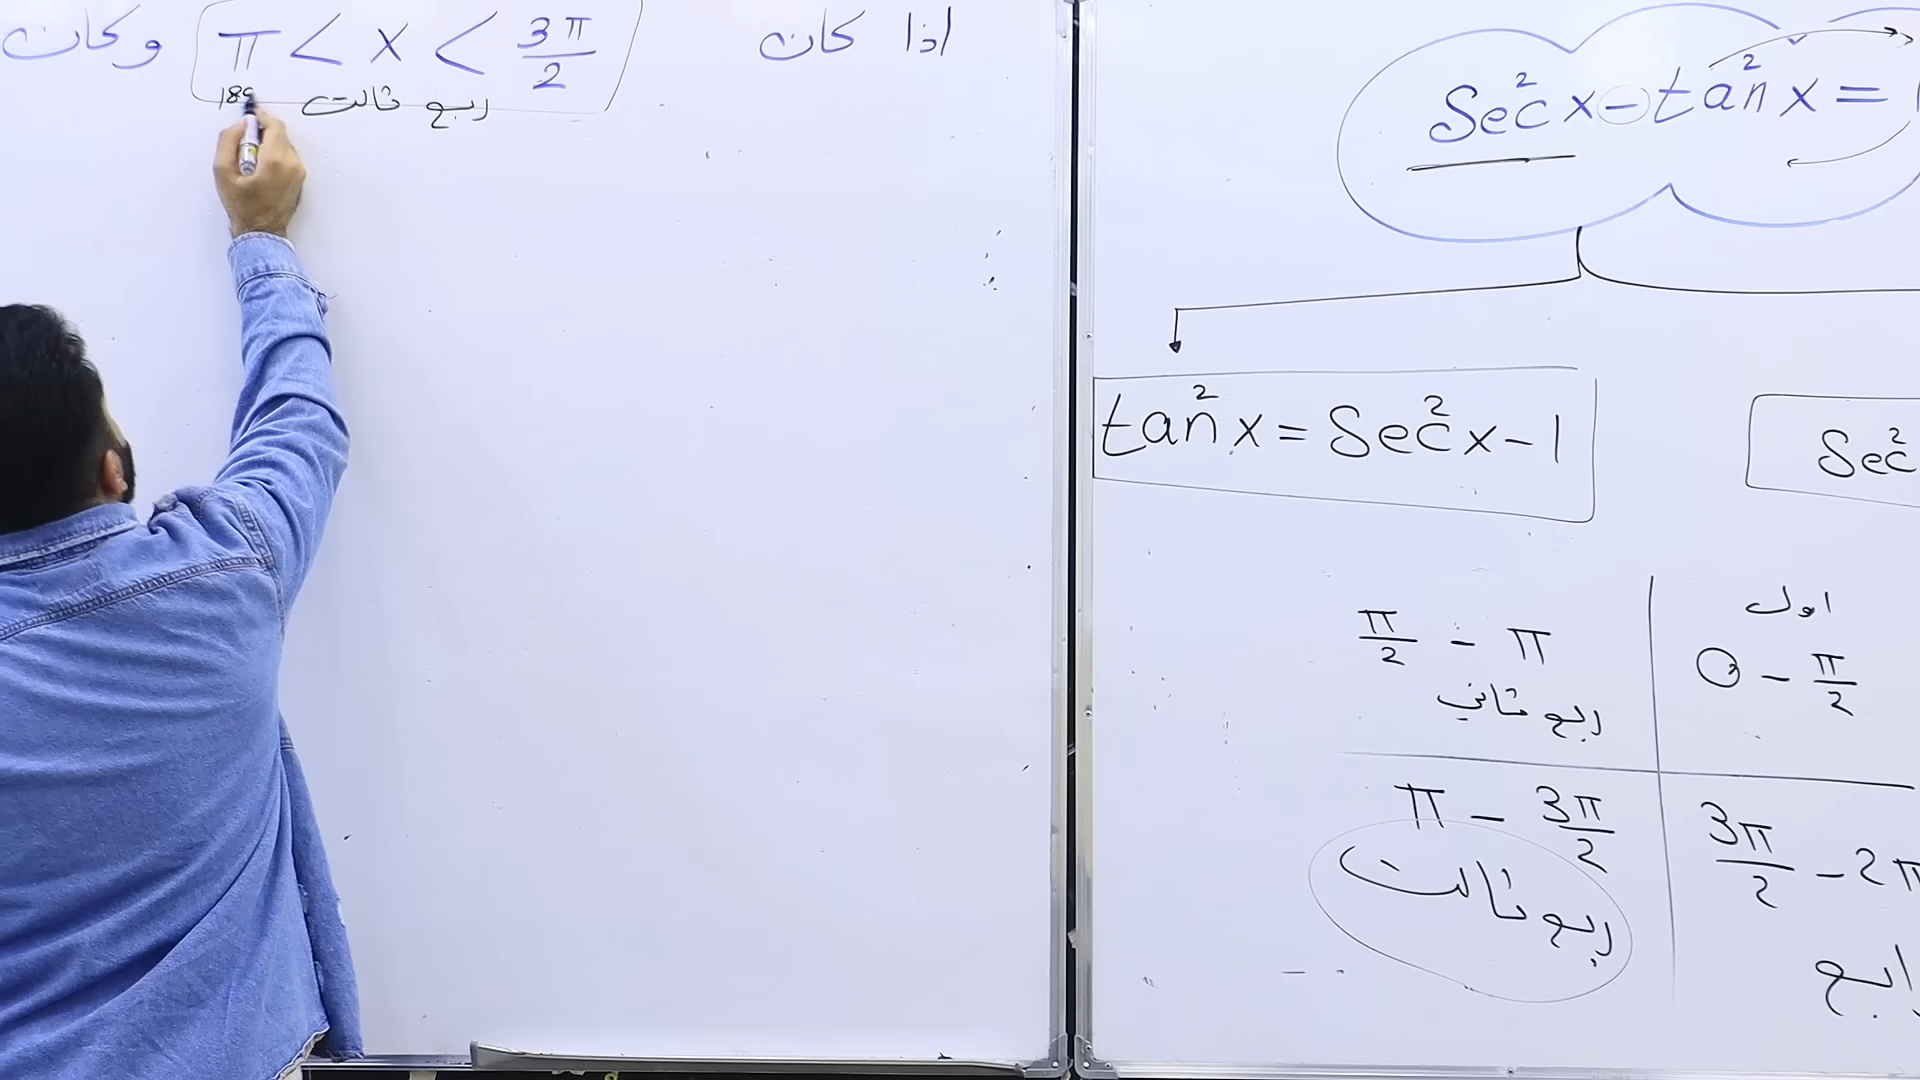 اذا كان π < x < 3π/2 وكان
ربع ثالث
18
sec²x - tan²x = 1
tan²x = sec²x - 1
sec²
π/2 - π
ربع ثاني
اول
0 - π/2
π - 3π/2
ربع ثالث
3π/2 - 2π
رابع